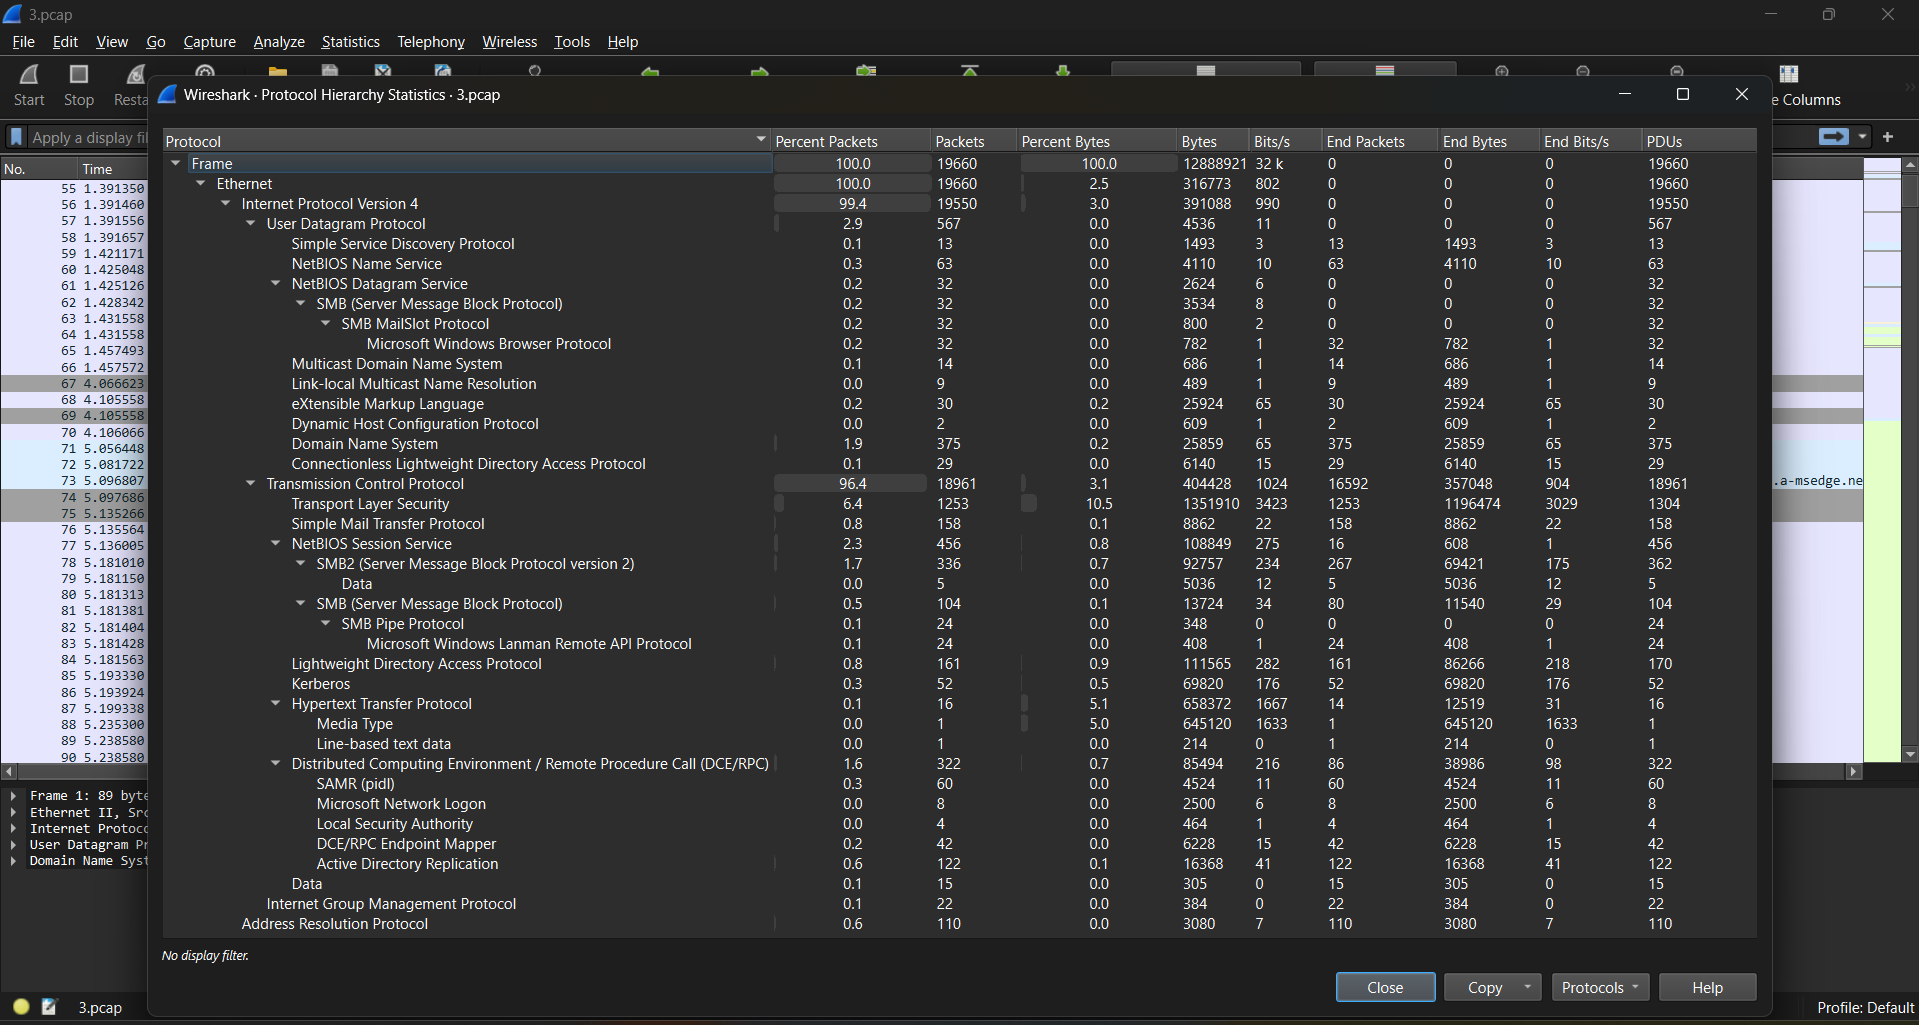 3.pcap
File Edit View Go Capture Analyze Statistics Telephony Wireless Tools Help
Start Stop Resta e Columns
Wireshark · Protocol Hierarchy Statistics · 3.pcap
Apply a display fil
No. Time
55 1.391350
56 1.391460
57 1.391556
58 1.391657
59 1.421171
60 1.425048
61 1.425126
62 1.428342
63 1.431558
64 1.431558
65 1.457493
66 1.457572
67 4.066623
68 4.105558
69 4.105558
70 4.106066
71 5.056448
72 5.081722
73 5.096807
74 5.097686
75 5.135266
76 5.135564
77 5.136005
78 5.181010
79 5.181150
80 5.181313
81 5.181381
82 5.181404
83 5.181428
84 5.181563
85 5.193330
86 5.193924
87 5.199338
88 5.235300
89 5.238580
90 5.238580
.a-msedge.ne
Protocol Percent Packets Packets Percent Bytes Bytes Bits/s End Packets End Bytes End Bits/s PDUs
Frame 100.0 19660 100.0 12888921 32 k 0 0 0 19660
Ethernet 100.0 19660 2.5 316773 802 0 0 0 19660
Internet Protocol Version 4 99.4 19550 3.0 391088 990 0 0 0 19550
User Datagram Protocol 2.9 567 0.0 4536 11 0 0 0 567
Simple Service Discovery Protocol 0.1 13 0.0 1493 3 13 1493 3 13
NetBIOS Name Service 0.3 63 0.0 4110 10 63 4110 10 63
NetBIOS Datagram Service 0.2 32 0.0 2624 6 0 0 0 32
SMB (Server Message Block Protocol) 0.2 32 0.0 3534 8 0 0 0 32
SMB MailSlot Protocol 0.2 32 0.0 800 2 0 0 0 32
Microsoft Windows Browser Protocol 0.2 32 0.0 782 1 32 782 1 32
Multicast Domain Name System 0.1 14 0.0 686 1 14 686 1 14
Link-local Multicast Name Resolution 0.0 9 0.0 489 1 9 489 1 9
eXtensible Markup Language 0.2 30 0.2 25924 65 30 25924 65 30
Dynamic Host Configuration Protocol 0.0 2 0.0 609 1 2 609 1 2
Domain Name System 1.9 375 0.2 25859 65 375 25859 65 375
Connectionless Lightweight Directory Access Protocol 0.1 29 0.0 6140 15 29 6140 15 29
Transmission Control Protocol 96.4 18961 3.1 404428 1024 16592 357048 904 18961
Transport Layer Security 6.4 1253 10.5 1351910 3423 1253 1196474 3029 1304
Simple Mail Transfer Protocol 0.8 158 0.1 8862 22 158 8862 22 158
NetBIOS Session Service 2.3 456 0.8 108849 275 16 608 1 456
SMB2 (Server Message Block Protocol version 2) 1.7 336 0.7 92757 234 267 69421 175 362
Data 0.0 5 0.0 5036 12 5 5036 12 5
SMB (Server Message Block Protocol) 0.5 104 0.1 13724 34 80 11540 29 104
SMB Pipe Protocol 0.1 24 0.0 348 0 0 0 0 24
Microsoft Windows Lanman Remote API Protocol 0.1 24 0.0 408 1 24 408 1 24
Lightweight Directory Access Protocol 0.8 161 0.9 111565 282 161 86266 218 170
Kerberos 0.3 52 0.5 69820 176 52 69820 176 52
Hypertext Transfer Protocol 0.1 16 5.1 658372 1667 14 12519 31 16
Media Type 0.0 1 5.0 645120 1633 1 645120 1633 1
Line-based text data 0.0 1 0.0 214 0 1 214 0 1
Distributed Computing Environment / Remote Procedure Call (DCE/RPC) 1.6 322 0.7 85494 216 86 38986 98 322
SAMR (pidl) 0.3 60 0.0 4524 11 60 4524 11 60
Microsoft Network Logon 0.0 8 0.0 2500 6 8 2500 6 8
Local Security Authority 0.0 4 0.0 464 1 4 464 1 4
DCE/RPC Endpoint Mapper 0.2 42 0.0 6228 15 42 6228 15 42
Active Directory Replication 0.6 122 0.1 16368 41 122 16368 41 122
Data 0.1 15 0.0 305 0 15 305 0 15
Internet Group Management Protocol 0.1 22 0.0 384 0 22 384 0 22
Address Resolution Protocol 0.6 110 0.0 3080 7 110 3080 7 110
No display filter.
Close Copy Protocols Help
Frame 1: 89 byte
Ethernet II, Src
Internet Protoco
User Datagram Pr
Domain Name Syst
3.pcap Profile: Default